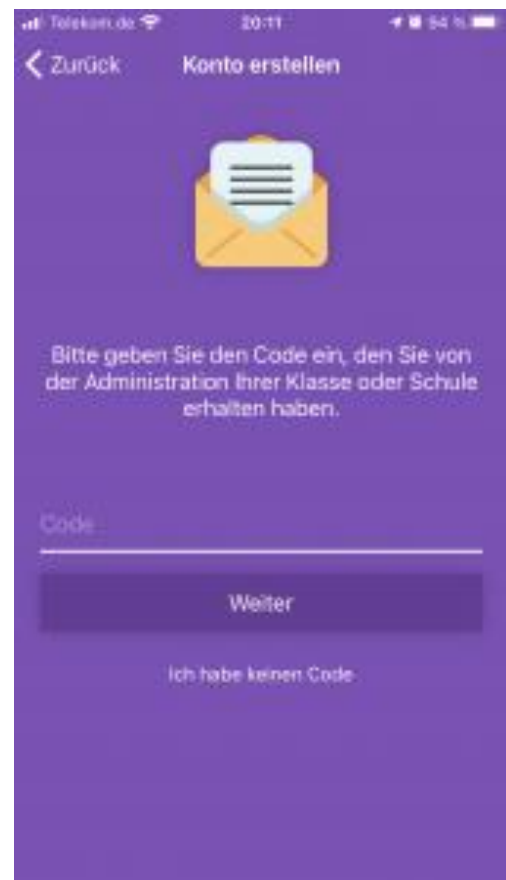 Telekom.de 20:11 94 %
Zurück Konto erstellen
Bitte geben Sie den Code ein, den Sie von
der Administration Ihrer Klasse oder Schule
erhalten haben.
Code
Weiter
Ich habe keinen Code